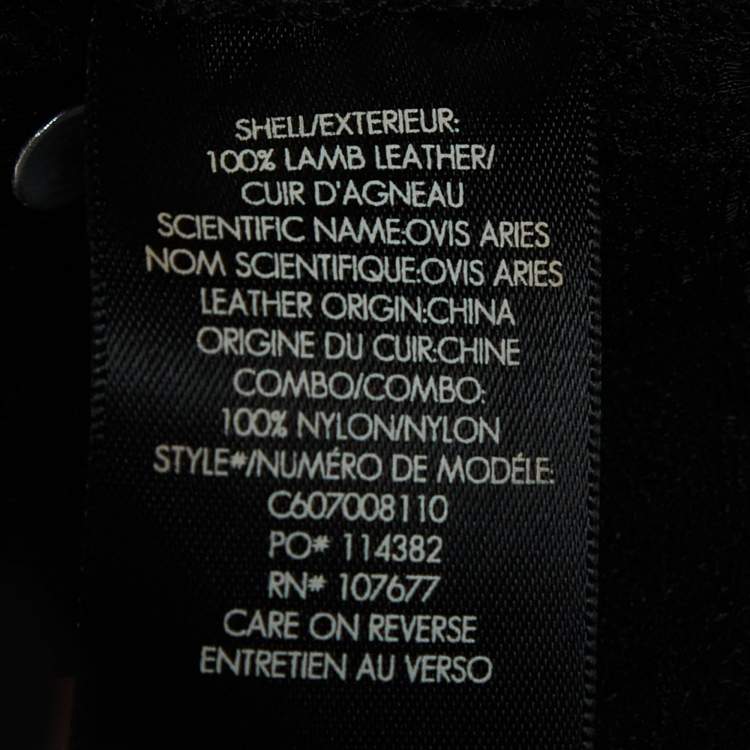 SHELL/EXTERIEUR:
100% LAMB LEATHER/
CUIR D'AGNEAU
SCIENTIFIC NAME:OVIS ARIES
NOM SCIENTIFIQUE:OVIS ARIES
LEATHER ORIGIN:CHINA
ORIGINE DU CUIR:CHINE
COMBO/COMBO:
100% NYLON/NYLON
STYLE#/NUMÉRO DE MODÉLE:
C607008110
PO# 114382
RN# 107677
CARE ON REVERSE
ENTRETIEN AU VERSO